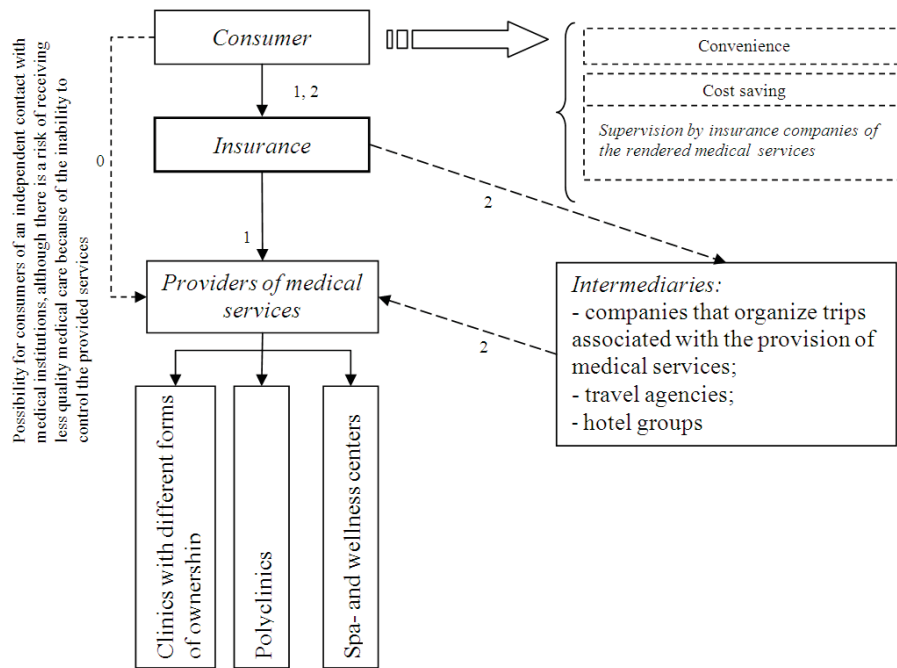 Consumer
Convenience
Cost saving
Supervision by insurance companies of
the rendered medical services
1, 2
Insurance
0
Possibility for consumers of an independent contact with
medical institutions, although there is a risk of receiving
less quality medical care because of the inability to
control the provided services
2
1
Providers of medical
services
Intermediaries:
- companies that organize trips
associated with the provision of
medical services;
- travel agencies;
- hotel groups
2
Clinics with different forms
of ownership
Polyclinics
Spa- and wellness centers